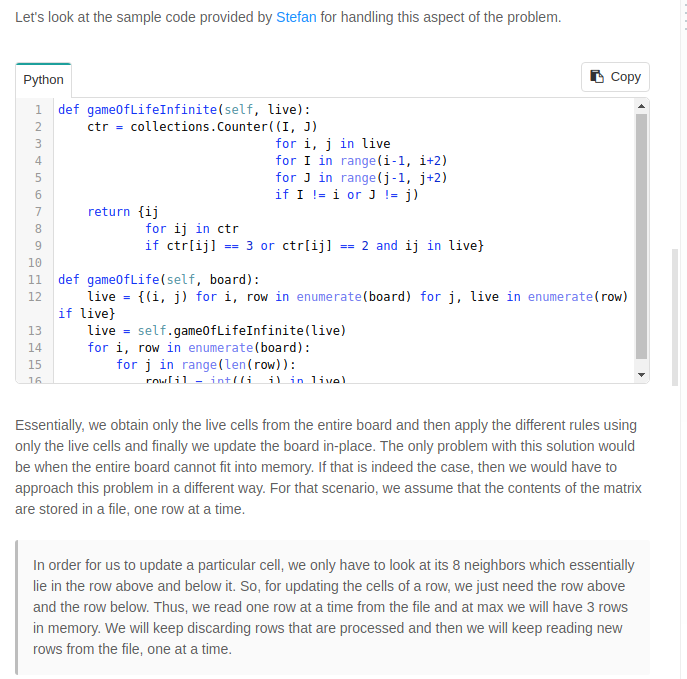 Let's look at the sample code provided by Stefan for handling this aspect of the problem.
Python
Copy
1 def gameOfLifeInfinite(self, live):
2     ctr = collections.Counter((I, J)
3                               for i, j in live
4                               for I in range(i-1, i+2)
5                               for J in range(j-1, j+2)
6                               if I != i or J != j)
7     return {ij
8             for ij in ctr
9             if ctr[ij] == 3 or ctr[ij] == 2 and ij in live}
10
11 def gameOfLife(self, board):
12     live = {(i, j) for i, row in enumerate(board) for j, live in enumerate(row)
if live}
13     live = self.gameOfLifeInfinite(live)
14     for i, row in enumerate(board):
15         for j in range(len(row)):
16             row[j] = int((i, j) in live)
Essentially, we obtain only the live cells from the entire board and then apply the different rules using
only the live cells and finally we update the board in-place. The only problem with this solution would
be when the entire board cannot fit into memory. If that is indeed the case, then we would have to
approach this problem in a different way. For that scenario, we assume that the contents of the matrix
are stored in a file, one row at a time.
In order for us to update a particular cell, we only have to look at its 8 neighbors which essentially
lie in the row above and below it. So, for updating the cells of a row, we just need the row above
and the row below. Thus, we read one row at a time from the file and at max we will have 3 rows
in memory. We will keep discarding rows that are processed and then we will keep reading new
rows from the file, one at a time.